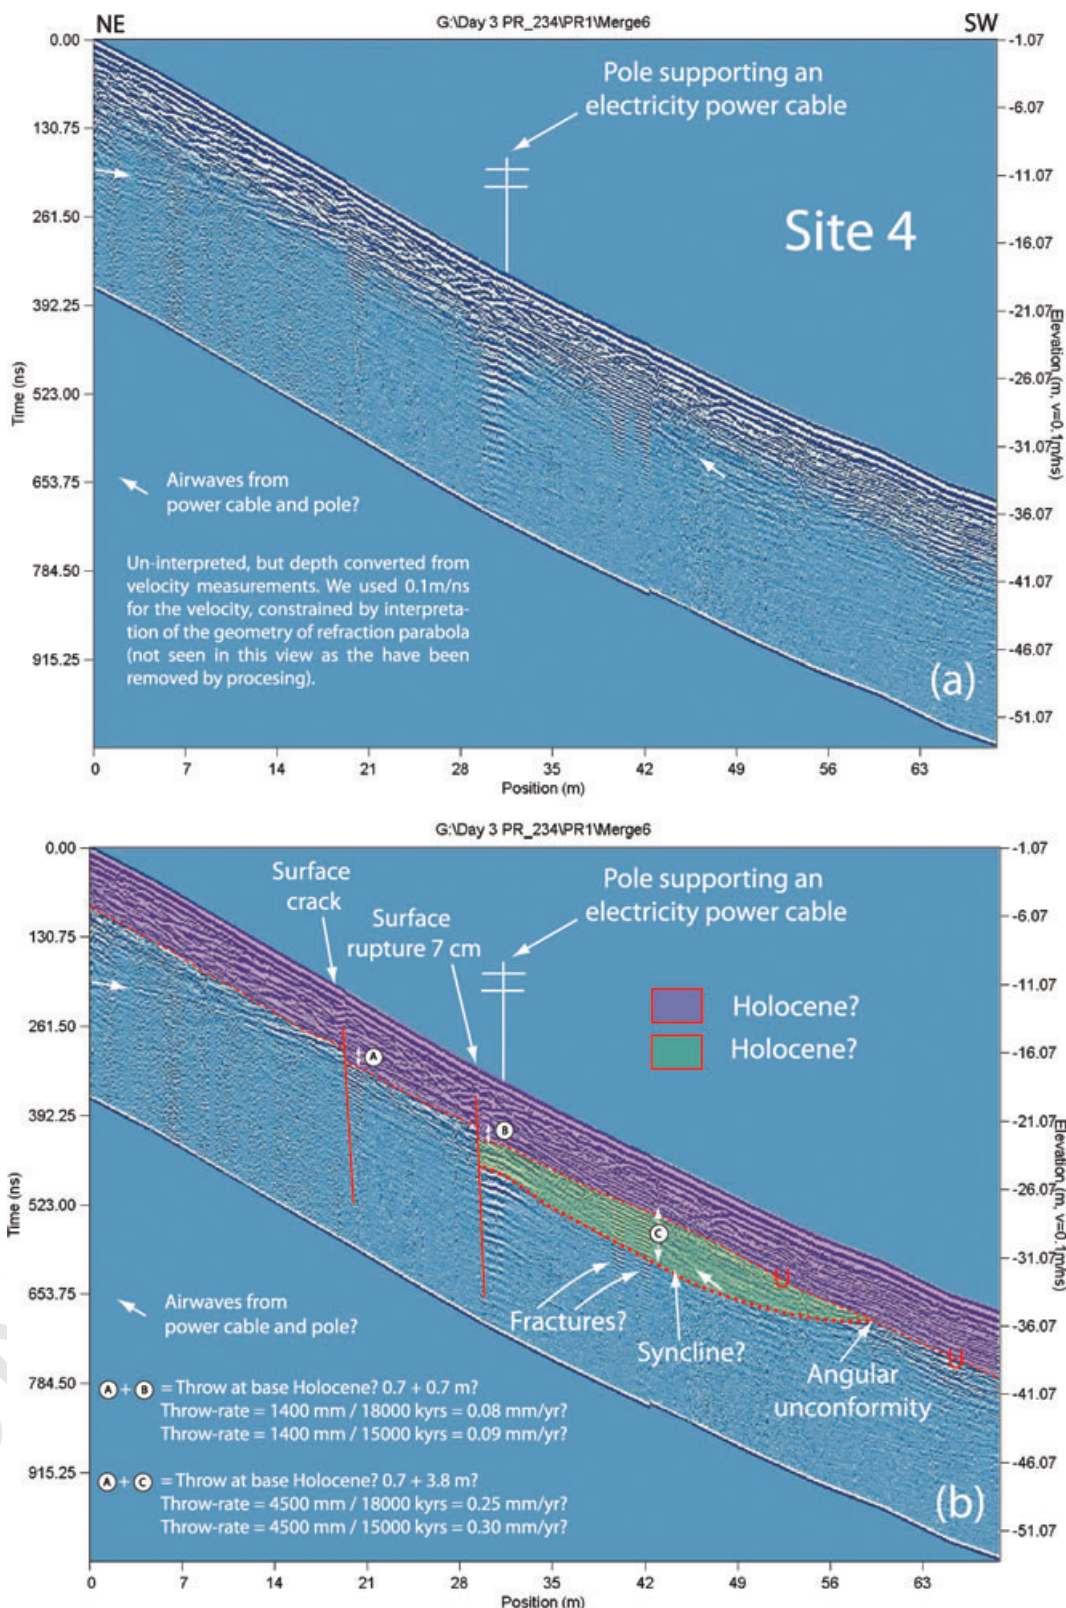 G:\Day 3 PR_234\PR1\Merge6
NE
SW
0.00
130.75
261.50
392.25
523.00
653.75
784.50
915.25
Time (ns)
-1.07
-6.07
-11.07
-16.07
-21.07
-26.07
-31.07
-36.07
-41.07
-46.07
-51.07
Elevation (m, v=0.1m/ns)
Pole supporting an
electricity power cable
Site 4
Airwaves from
power cable and pole?
Un-interpreted, but depth converted from
velocity measurements. We used 0.1m/ns
for the velocity, constrained by interpreta-
tion of the geometry of refraction parabola
(not seen in this view as the have been
removed by procesing).
(a)
0 7 14 21 28 35 42 49 56 63
Position (m)
G:\Day 3 PR_234\PR1\Merge6
0.00
130.75
261.50
392.25
523.00
653.75
784.50
915.25
Time (ns)
-1.07
-6.07
-11.07
-16.07
-21.07
-26.07
-31.07
-36.07
-41.07
-46.07
-51.07
Elevation (m, v=0.1m/ns)
Surface
crack
Surface
rupture 7 cm
Pole supporting an
electricity power cable
Holocene?
Holocene?
A
B
C
U
U
Fractures?
Syncline?
Angular
unconformity
Airwaves from
power cable and pole?
A + B = Throw at base Holocene? 0.7 + 0.7 m?
Throw-rate = 1400 mm / 18000 kyrs = 0.08 mm/yr?
Throw-rate = 1400 mm / 15000 kyrs = 0.09 mm/yr?
A + C = Throw at base Holocene? 0.7 + 3.8 m?
Throw-rate = 4500 mm / 18000 kyrs = 0.25 mm/yr?
Throw-rate = 4500 mm / 15000 kyrs = 0.30 mm/yr?
(b)
0 7 14 21 28 35 42 49 56 63
Position (m)